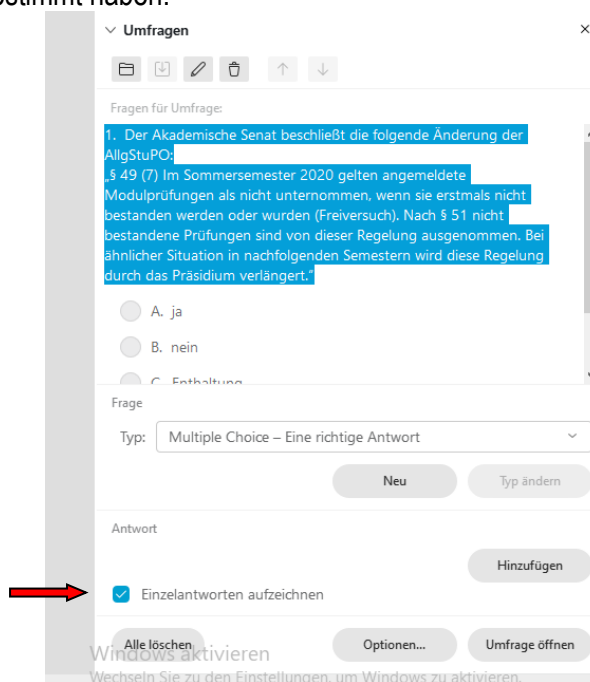 stimmt haben.
Umfragen
Fragen für Umfrage:
1. Der Akademische Senat beschließt die folgende Änderung der
AllgStuPO:
„§ 49 (7) Im Sommersemester 2020 gelten angemeldete
Modulprüfungen als nicht unternommen, wenn sie erstmals nicht
bestanden werden oder wurden (Freiversuch). Nach § 51 nicht
bestandene Prüfungen sind von dieser Regelung ausgenommen. Bei
ähnlicher Situation in nachfolgenden Semestern wird diese Regelung
durch das Präsidium verlängert."
A. ja
B. nein
C. Enthaltung
Frage
Typ: Multiple Choice – Eine richtige Antwort
Neu Typ ändern
Antwort
Hinzufügen
Einzelantworten aufzeichnen
Alle löschen Optionen... Umfrage öffnen
Windows aktivieren
Wechseln Sie zu den Einstellungen, um Windows zu aktivieren.